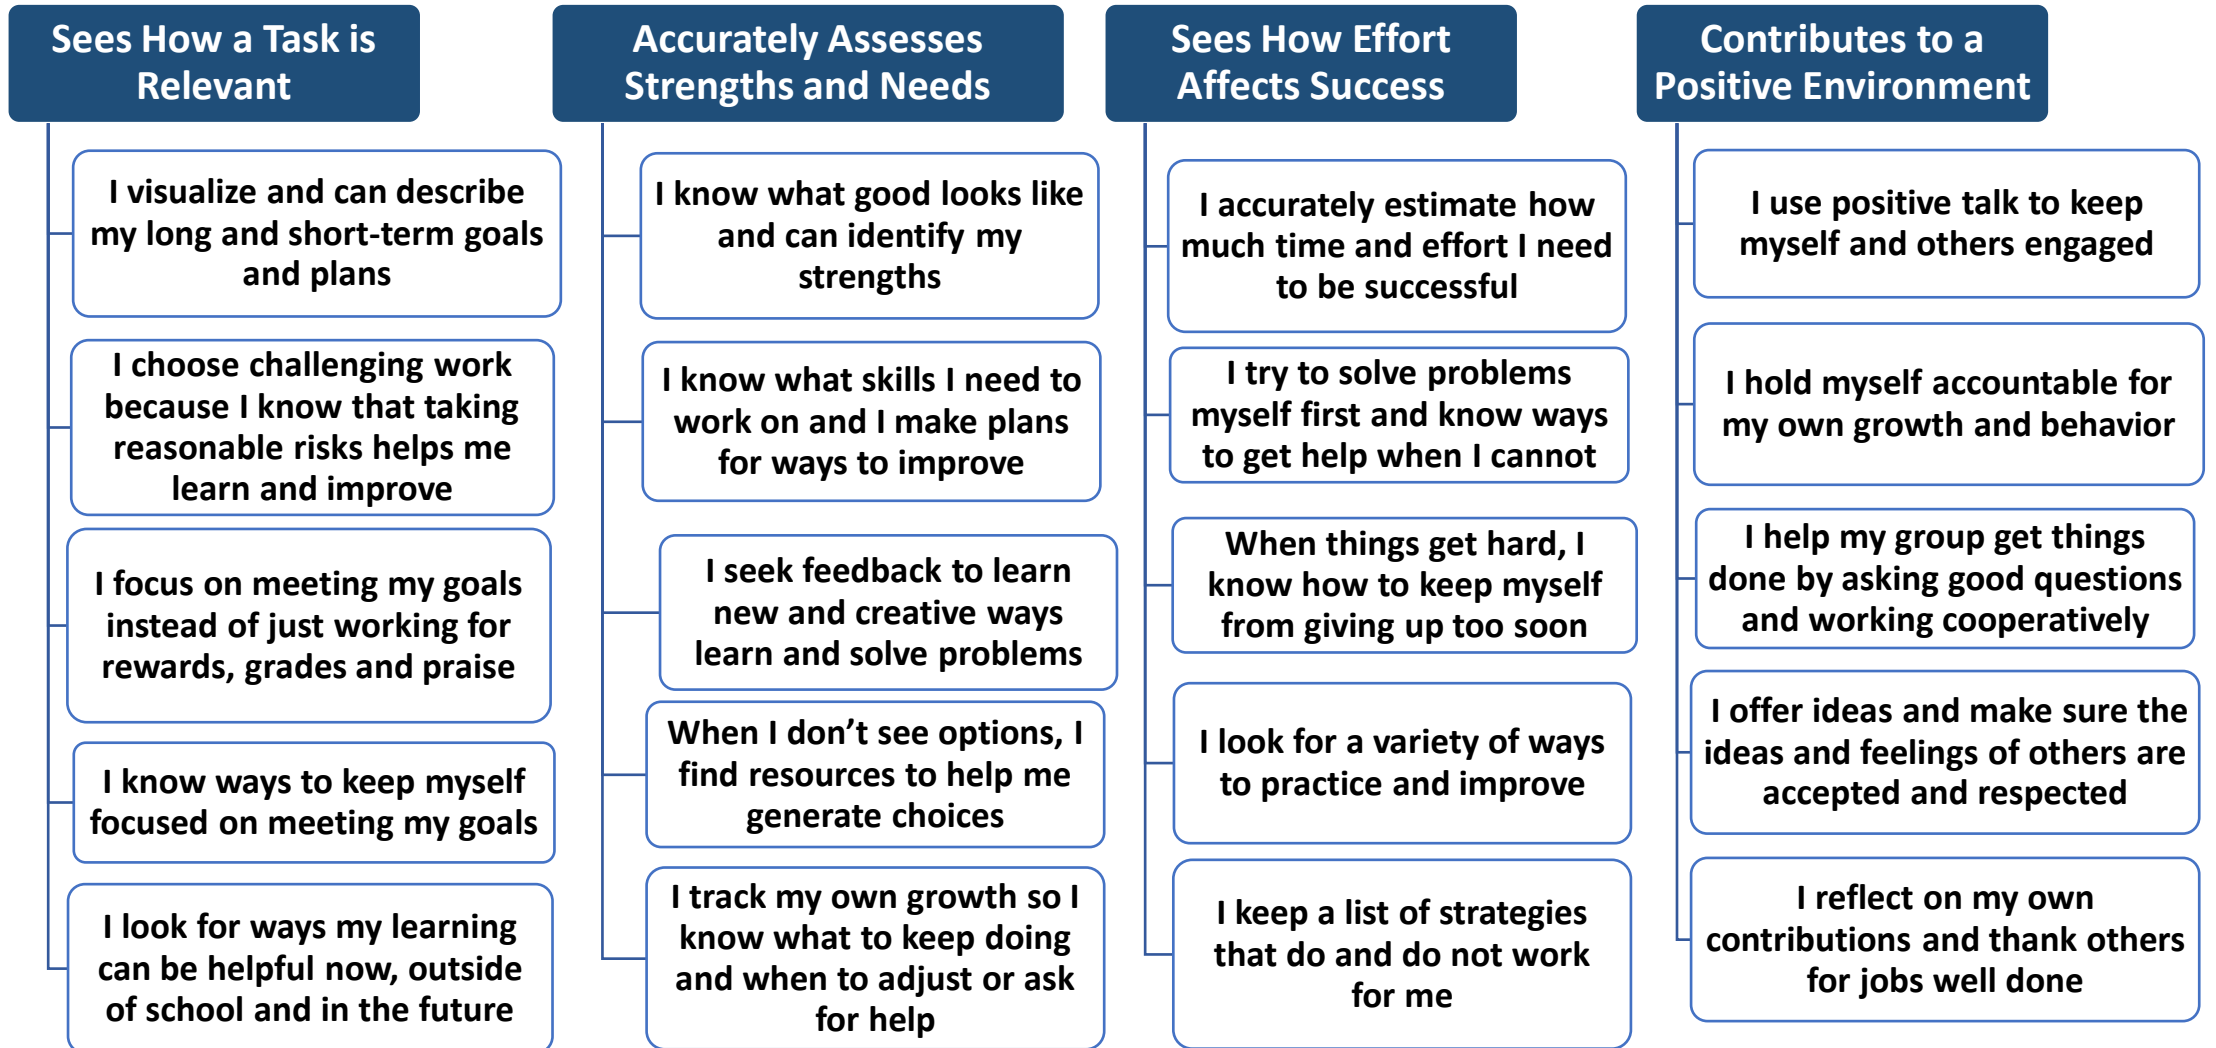 Sees How a Task is
Relevant
I visualize and can describe
my long and short-term goals
and plans
I choose challenging work
because I know that taking
reasonable risks helps me
learn and improve
I focus on meeting my goals
instead of just working for
rewards, grades and praise
I know ways to keep myself
focused on meeting my goals
I look for ways my learning
can be helpful now, outside
of school and in the future
Accurately Assesses
Strengths and Needs
I know what good looks like
and can identify my
strengths
I know what skills I need to
work on and I make plans
for ways to improve
I seek feedback to learn
new and creative ways
learn and solve problems
When I don’t see options, I
find resources to help me
generate choices
I track my own growth so I
know what to keep doing
and when to adjust or ask
for help
Sees How Effort
Affects Success
I accurately estimate how
much time and effort I need
to be successful
I try to solve problems
myself first and know ways
to get help when I cannot
When things get hard, I
know how to keep myself
from giving up too soon
I look for a variety of ways
to practice and improve
I keep a list of strategies
that do and do not work
for me
Contributes to a
Positive Environment
I use positive talk to keep
myself and others engaged
I hold myself accountable for
my own growth and behavior
I help my group get things
done by asking good questions
and working cooperatively
I offer ideas and make sure the
ideas and feelings of others are
accepted and respected
I reflect on my own
contributions and thank others
for jobs well done